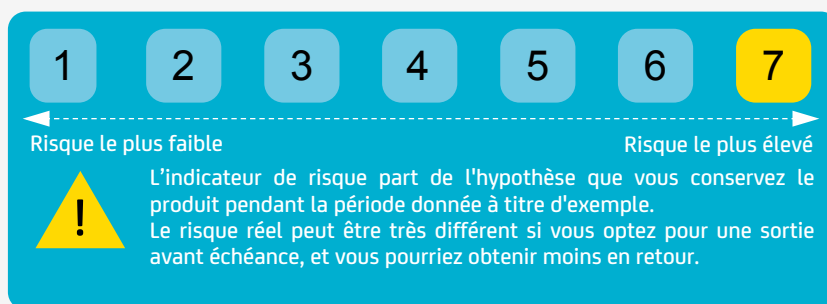 1 2 3 4 5 6 7
Risque le plus faible Risque le plus élevé
L’indicateur de risque part de l'hypothèse que vous conservez le
produit pendant la période donnée à titre d'exemple.
Le risque réel peut être très différent si vous optez pour une sortie
avant échéance, et vous pourriez obtenir moins en retour.
!